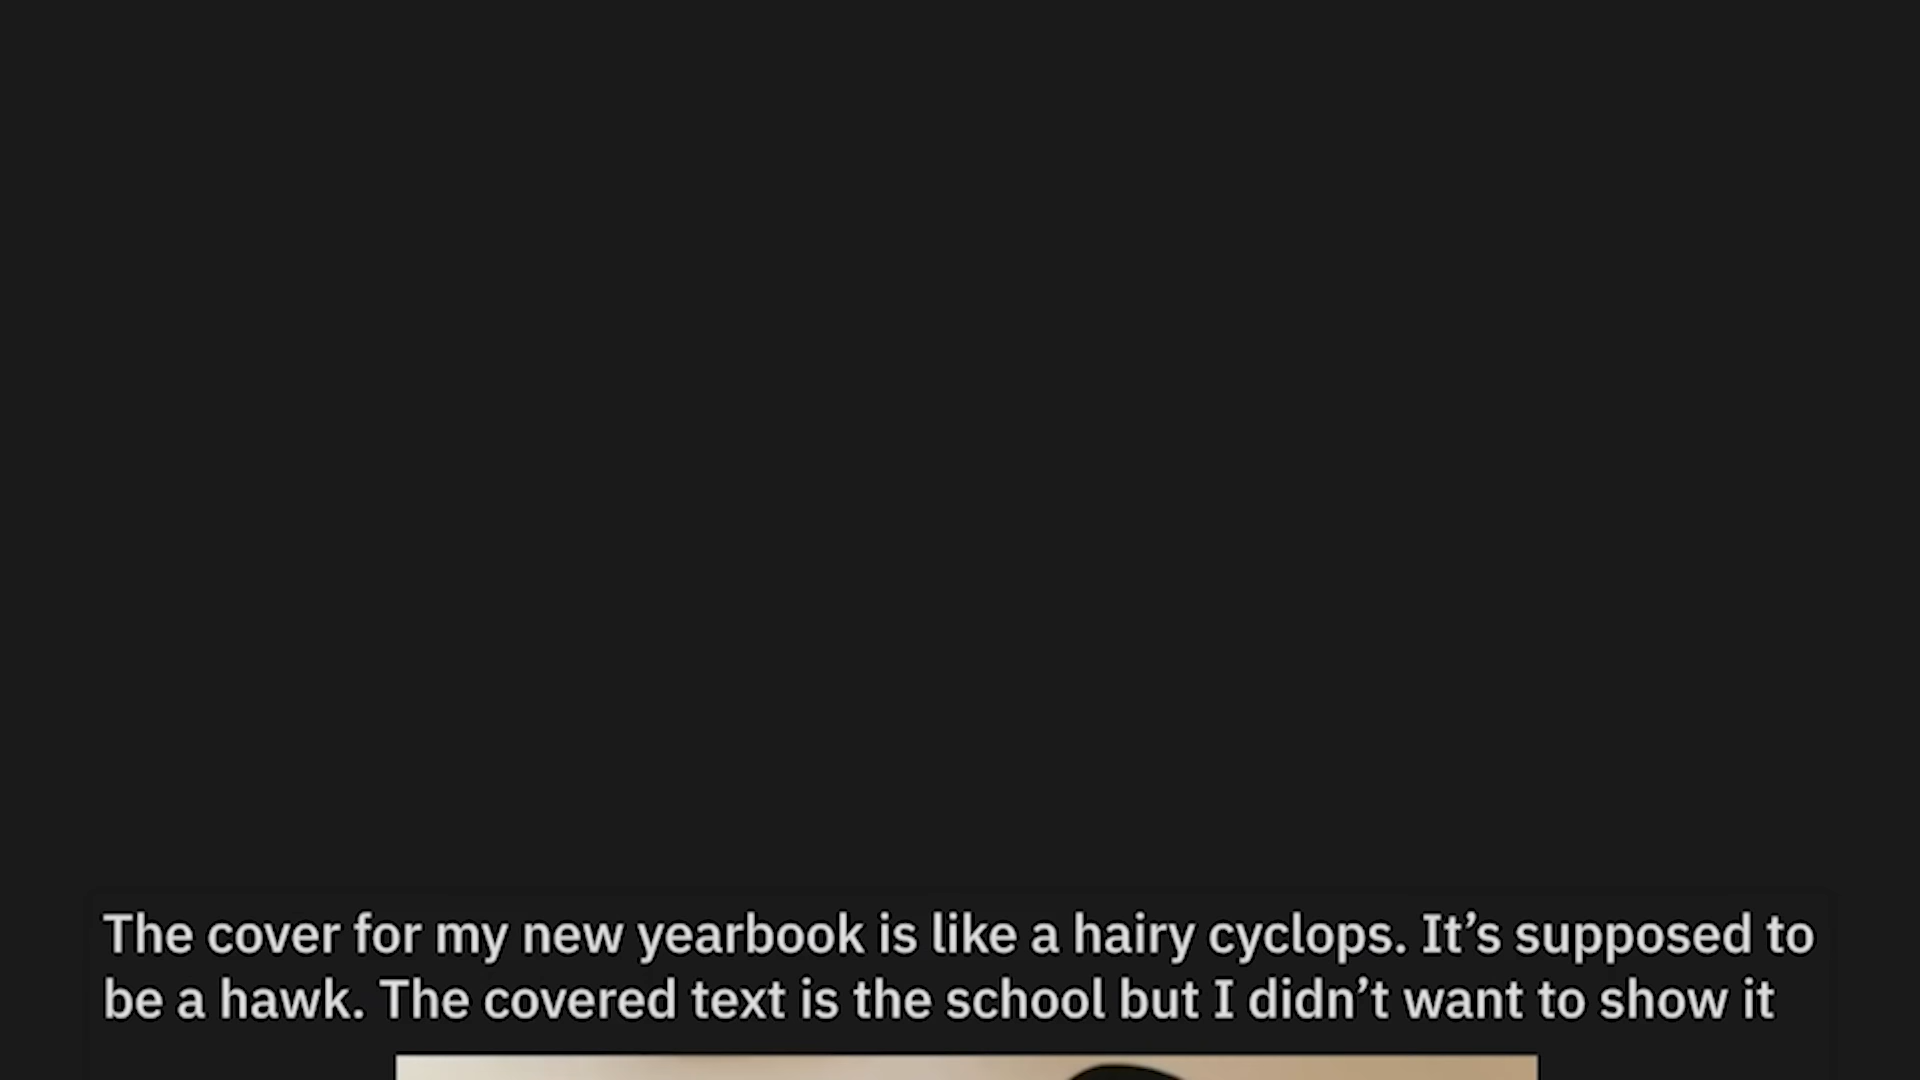 The cover for my new yearbook is like a hairy cyclops. It’s supposed to
be a hawk. The covered text is the school but I didn’t want to show it